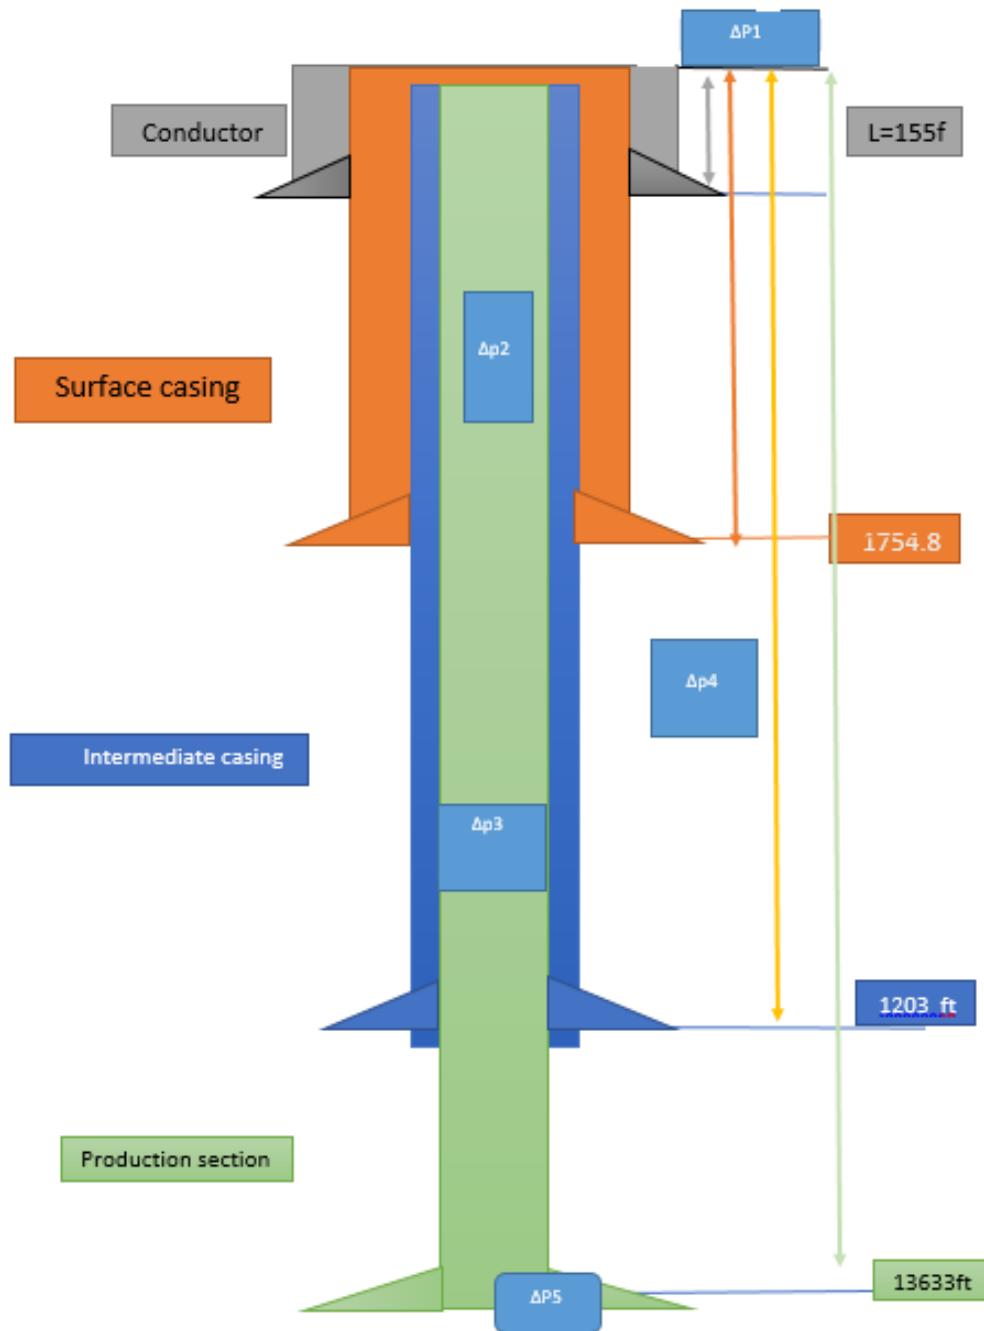 ΔP1
Conductor
L=155f
Δp2
Surface casing
1754.8
Δp4
Intermediate casing
Δp3
1203 ft
Production section
13633ft
ΔP5